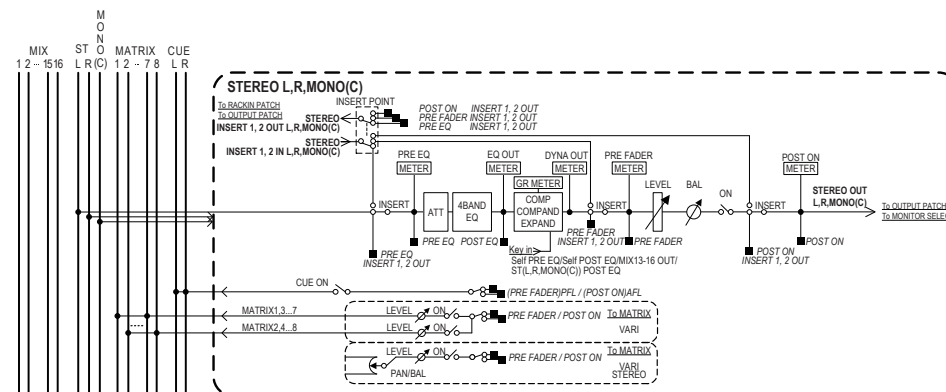 M
O
N
O
(C)
MIX
1 2 ··· 15 16
ST
L R
MATRIX
1 2 ·· 7 8
CUE
L R
STEREO L,R,MONO(C)
To RACKIN PATCH
To OUTPUT PATCH
INSERT POINT
STEREO
INSERT 1, 2 OUT L,R,MONO(C)
STEREO
INSERT 1, 2 IN L,R,MONO(C)
POST ON INSERT 1, 2 OUT
PRE FADER INSERT 1, 2 OUT
PRE EQ INSERT 1, 2 OUT
PRE EQ
METER
EQ OUT
METER
DYNA OUT
METER
PRE FADER
METER
POST ON
METER
GR METER
LEVEL
BAL
ON
STEREO OUT
L,R,MONO(C)
To OUTPUT PATCH
To MONITOR SELEC
INSERT
ATT
4BAND
EQ
COMP
COMPAND
EXPAND
INSERT
INSERT
PRE EQ
POST EQ
PRE FADER
INSERT 1, 2 OUT
PRE FADER
POST ON
PRE EQ
INSERT 1, 2 OUT
Key in
Self PRE EQ/Self POST EQ/MIX13-16 OUT/
ST(L,R,MONO(C)) POST EQ
POST ON
INSERT 1, 2 OUT
CUE ON
(PRE FADER)PFL / (POST ON)AFL
MATRIX1,3...7
LEVEL
ON
PRE FADER / POST ON
To MATRIX
MATRIX2,4...8
LEVEL
ON
VARI
LEVEL
ON
PRE FADER / POST ON
To MATRIX
PAN/BAL
VARI
STEREO